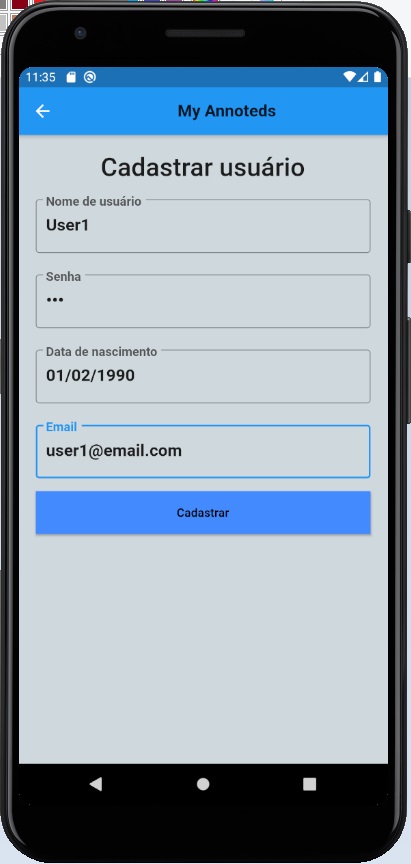 11:35
My Annoteds
Cadastrar usuário
Nome de usuário
User1
Senha
•••
Data de nascimento
01/02/1990
Email
user1@email.com
Cadastrar